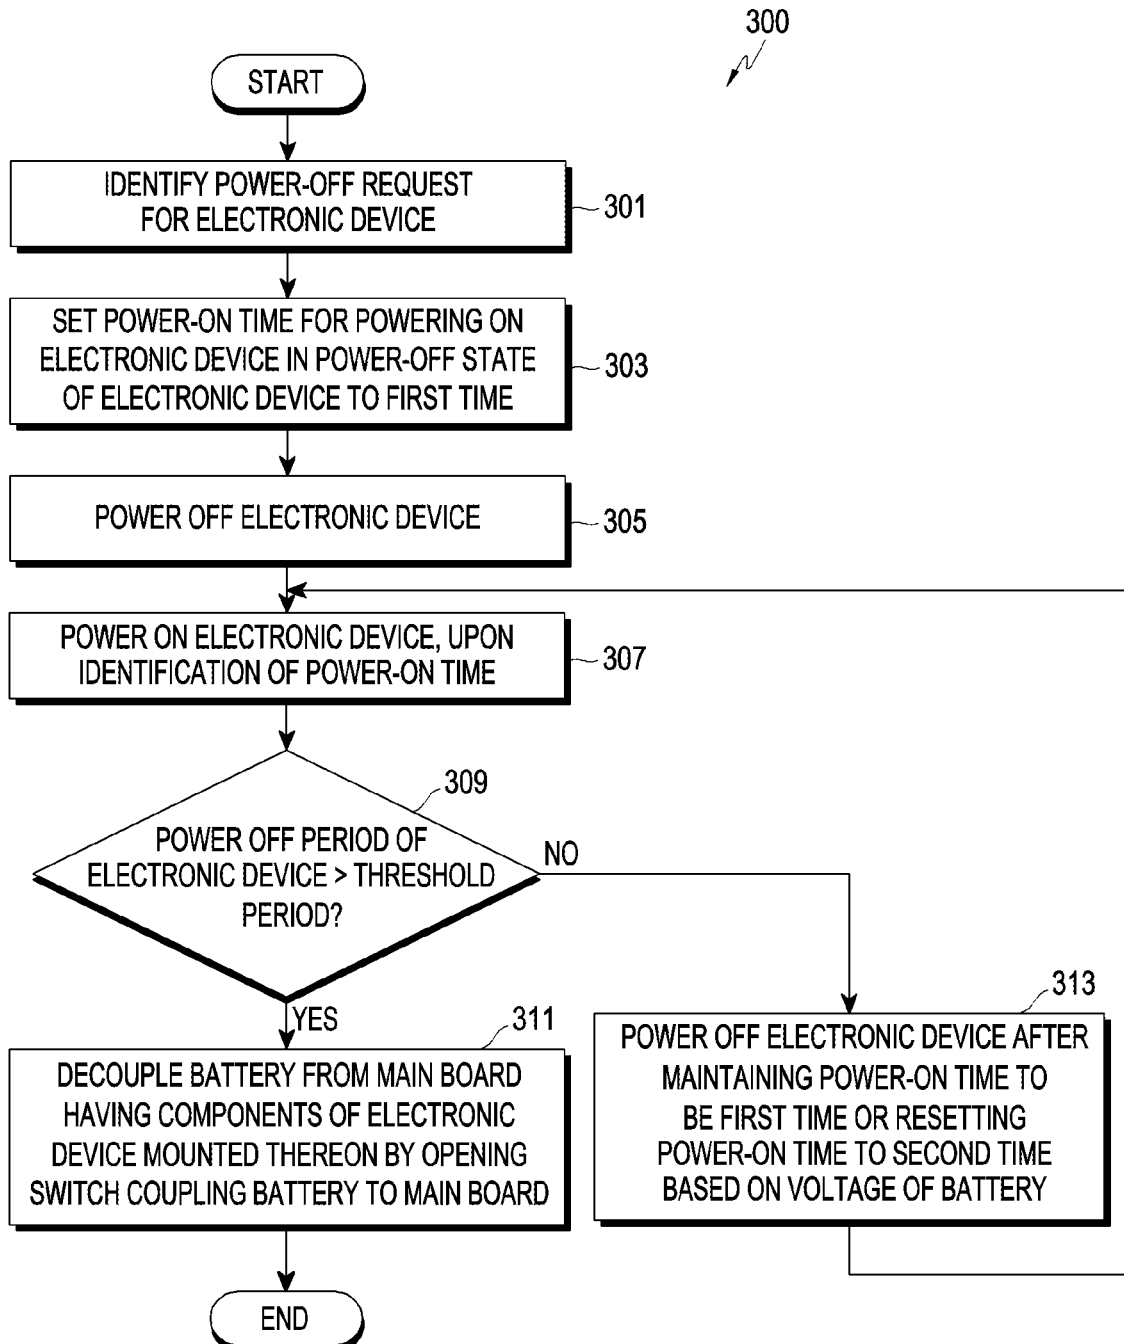 300
START
IDENTIFY POWER-OFF REQUEST
FOR ELECTRONIC DEVICE
301
SET POWER-ON TIME FOR POWERING ON
ELECTRONIC DEVICE IN POWER-OFF STATE
OF ELECTRONIC DEVICE TO FIRST TIME
303
POWER OFF ELECTRONIC DEVICE
305
POWER ON ELECTRONIC DEVICE, UPON
IDENTIFICATION OF POWER-ON TIME
307
309
POWER OFF PERIOD OF
ELECTRONIC DEVICE > THRESHOLD
PERIOD?
NO
YES
311
DECOUPLE BATTERY FROM MAIN BOARD
HAVING COMPONENTS OF ELECTRONIC
DEVICE MOUNTED THEREON BY OPENING
SWITCH COUPLING BATTERY TO MAIN BOARD
313
POWER OFF ELECTRONIC DEVICE AFTER
MAINTAINING POWER-ON TIME TO
BE FIRST TIME OR RESETTING
POWER-ON TIME TO SECOND TIME
BASED ON VOLTAGE OF BATTERY
END